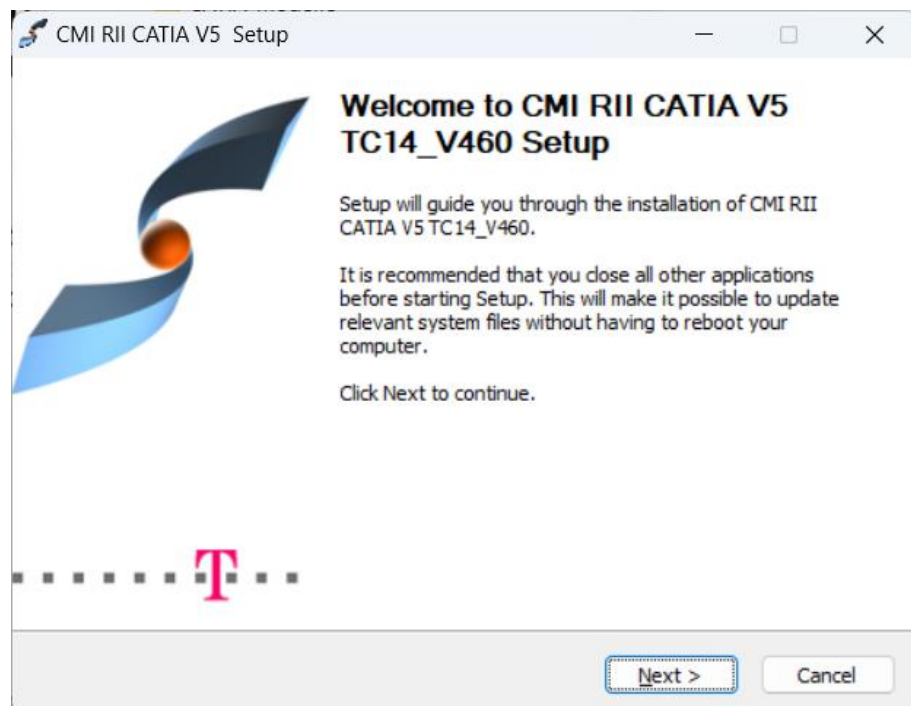 CMI RII CATIA V5 Setup
Welcome to CMI RII CATIA V5
TC14_V460 Setup
Setup will guide you through the installation of CMI RII
CATIA V5 TC14_V460.
It is recommended that you close all other applications
before starting Setup. This will make it possible to update
relevant system files without having to reboot your
computer.
Click Next to continue.
T
Next >
Cancel